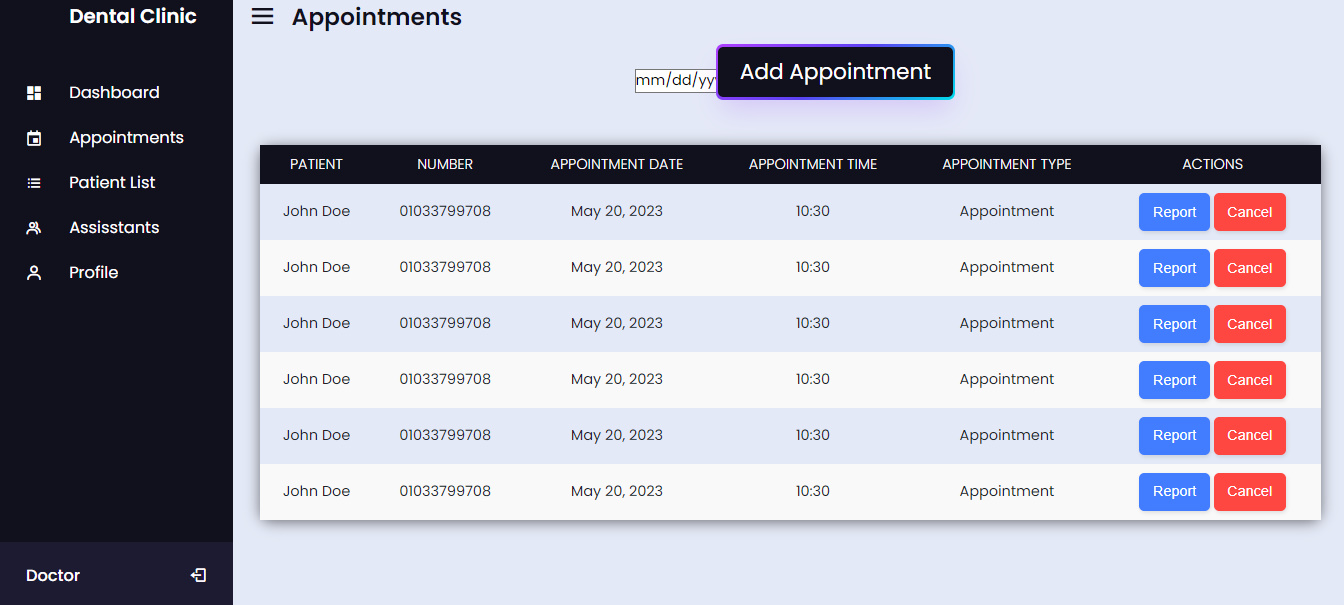 Dental Clinic
Dashboard
Appointments
Patient List
Assisstants
Profile
Doctor
Appointments
mm/dd/yy
Add Appointment
PATIENT NUMBER APPOINTMENT DATE APPOINTMENT TIME APPOINTMENT TYPE ACTIONS
John Doe 01033799708 May 20, 2023 10:30 Appointment Report Cancel
John Doe 01033799708 May 20, 2023 10:30 Appointment Report Cancel
John Doe 01033799708 May 20, 2023 10:30 Appointment Report Cancel
John Doe 01033799708 May 20, 2023 10:30 Appointment Report Cancel
John Doe 01033799708 May 20, 2023 10:30 Appointment Report Cancel
John Doe 01033799708 May 20, 2023 10:30 Appointment Report Cancel